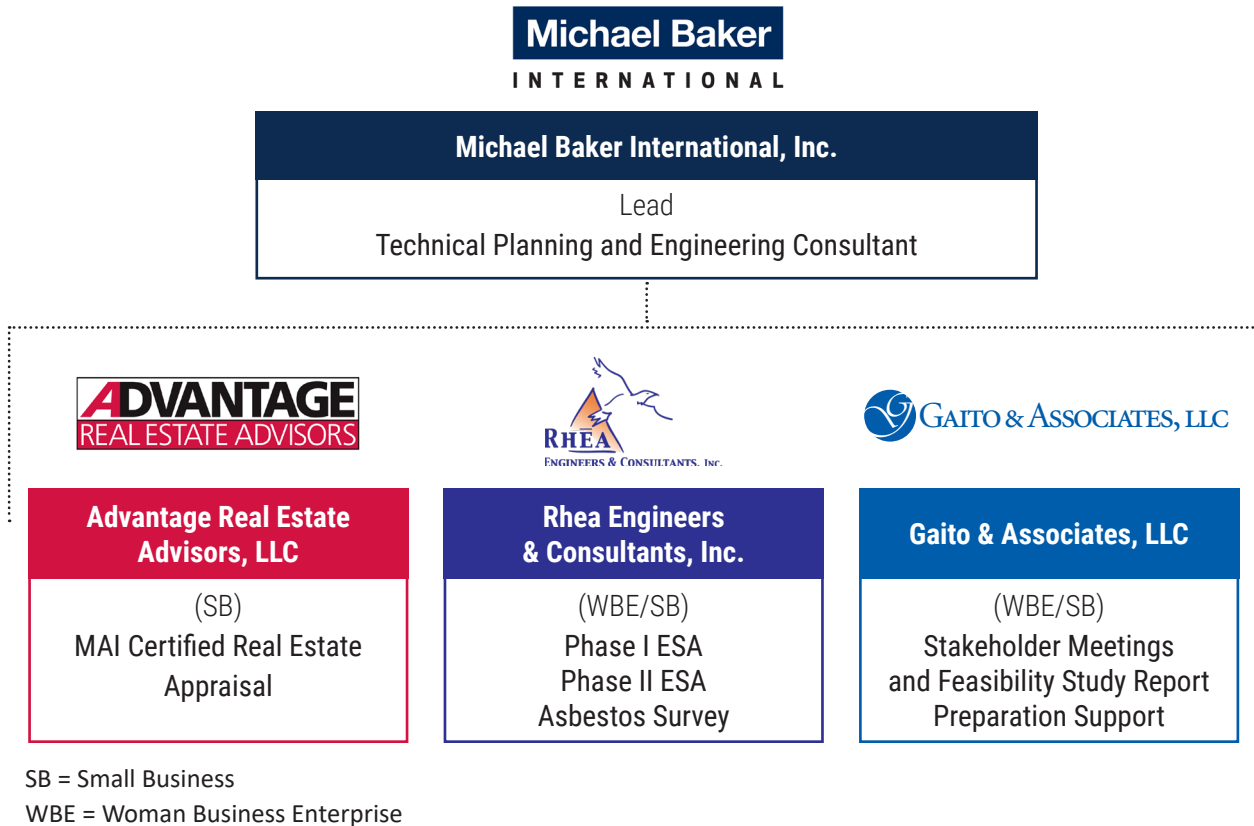 Michael Baker
INTERNATIONAL
Michael Baker International, Inc.
Lead
Technical Planning and Engineering Consultant
ADVANTAGE
REAL ESTATE ADVISORS
RHĒA
ENGINEERS & CONSULTANTS, INC.
GAITO & ASSOCIATES, LLC
Advantage Real Estate
Advisors, LLC
(SB)
MAI Certified Real Estate
Appraisal
Rhea Engineers
& Consultants, Inc.
(WBE/SB)
Phase I ESA
Phase II ESA
Asbestos Survey
Gaito & Associates, LLC
(WBE/SB)
Stakeholder Meetings
and Feasibility Study Report
Preparation Support
SB = Small Business
WBE = Woman Business Enterprise